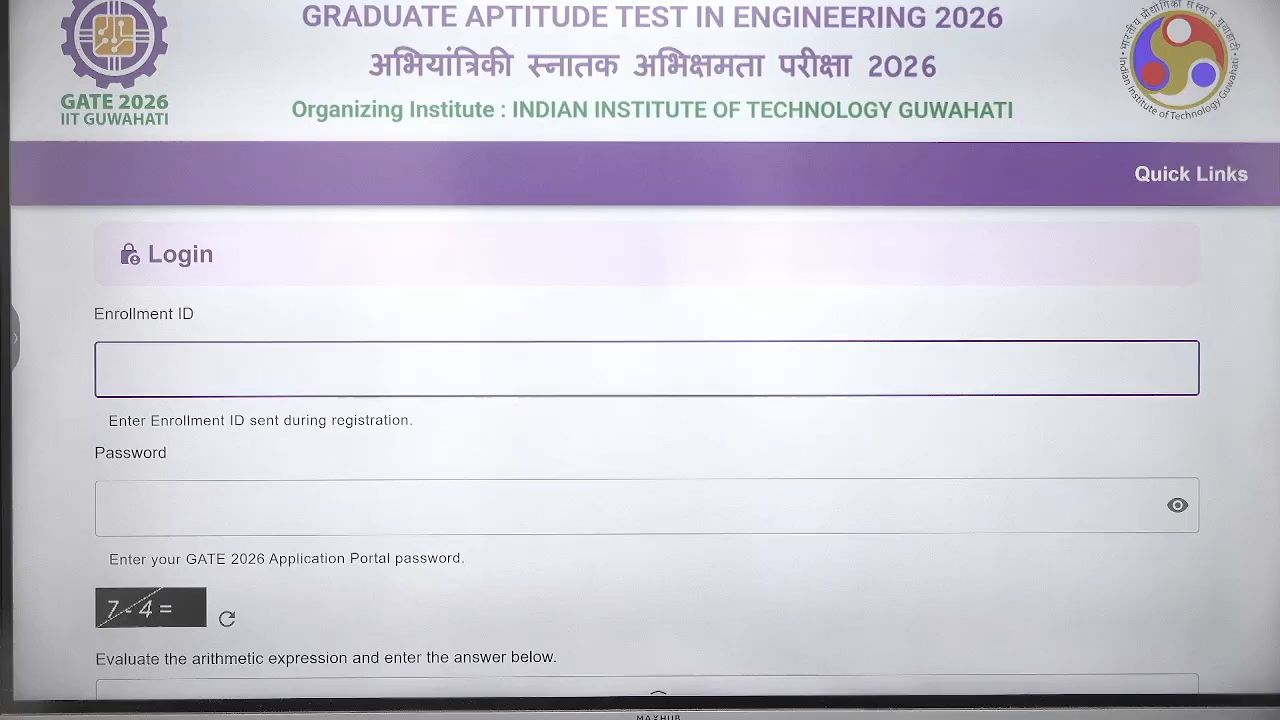 GRADUATE APTITUDE TEST IN ENGINEERING 2026
अभियांत्रिकी स्नातक अभिक्षमता परीक्षा 2026
Organizing Institute : INDIAN INSTITUTE OF TECHNOLOGY GUWAHATI
GATE 2026
IIT GUWAHATI
भारतीय प्रौद्योगिकी संस्थान गुवाहाटी
Indian Institute of Technology Guwahati
Quick Links
Login
Enrollment ID
Enter Enrollment ID sent during registration.
Password
Enter your GATE 2026 Application Portal password.
7 - 4 =
Evaluate the arithmetic expression and enter the answer below.
MAXHUB